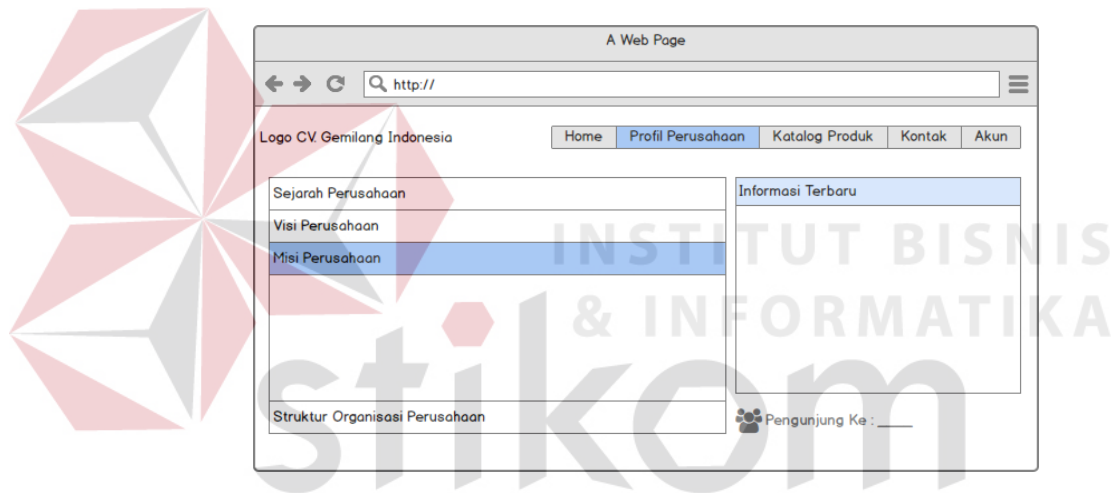 A Web Page
http://
Logo CV. Gemilang Indonesia
Home Profil Perusahaan Katalog Produk Kontak Akun
Sejarah Perusahaan
Visi Perusahaan
Misi Perusahaan
Struktur Organisasi Perusahaan
Informasi Terbaru
Pengunjung Ke : _____
INSTITUT BISNIS
& INFORMATIKA
stikom